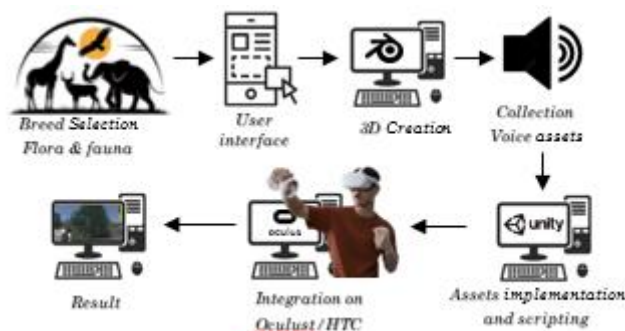 Breed Selection
Flora & fauna
User
interface
3D Creation
Collection
Voice assets
Result
oculus
Integration on
Oculust/HTC
unity
Assets implementation
and scripting